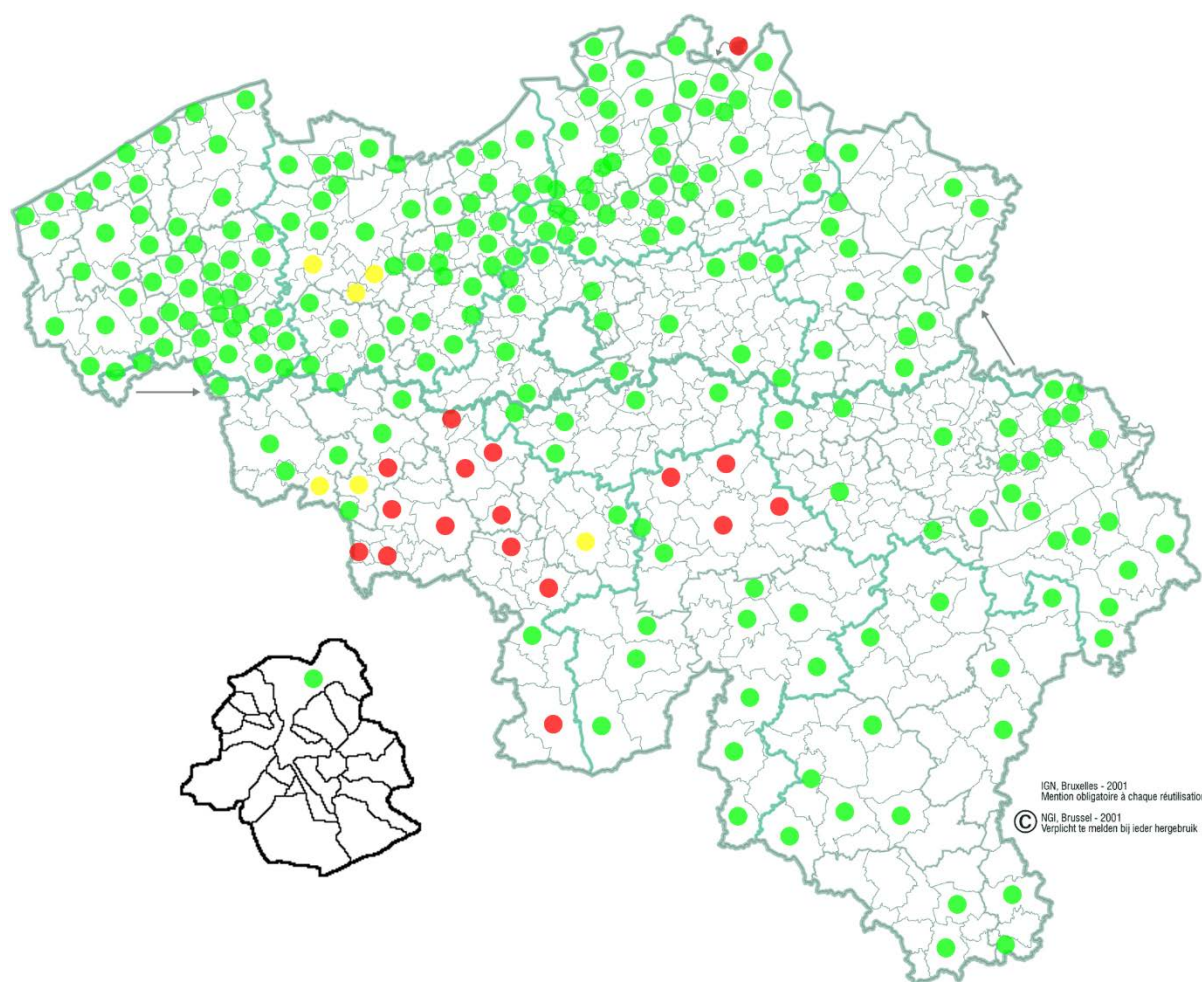 IGN, Bruxelles - 2001
Mention obligatoire à chaque réutilisation
© NGI, Brussel - 2001
Verplicht te melden bij ieder hergebruik